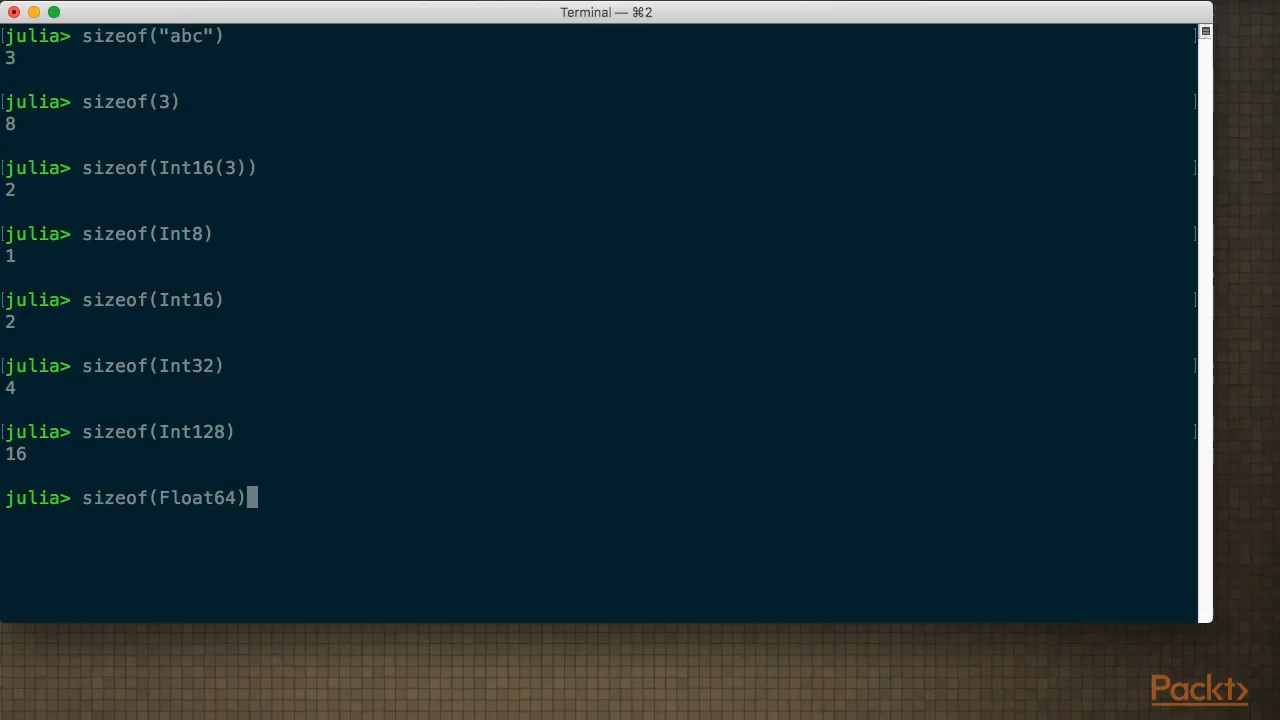 Terminal — ⌘2
julia> sizeof("abc")
3
julia> sizeof(3)
8
julia> sizeof(Int16(3))
2
julia> sizeof(Int8)
1
julia> sizeof(Int16)
2
julia> sizeof(Int32)
4
julia> sizeof(Int128)
16
julia> sizeof(Float64)
Packt>